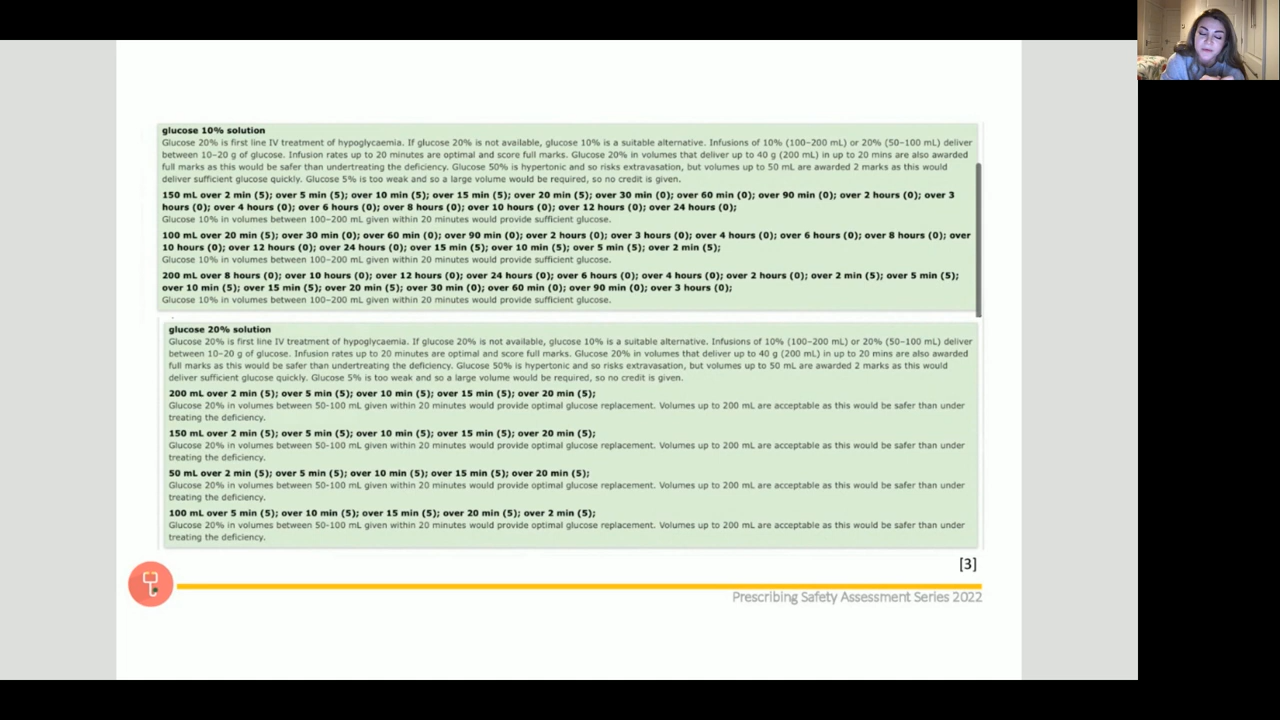 glucose 10% solution
Glucose 20% is first line IV treatment of hypoglycaemia. If glucose 20% is not available, glucose 10% is a suitable alternative. Infusions of 10% (100–200 mL) or 20% (50–100 mL) deliver
between 10–20 g of glucose. Infusion rates up to 20 minutes are optimal and score full marks. Glucose 20% in volumes that deliver up to 40 g (200 mL) in up to 20 mins are also awarded
full marks as this would be safer than undertreating the deficiency. Glucose 50% is hypertonic and so risks extravasation, but volumes up to 50 mL are awarded 2 marks as this would
deliver sufficient glucose quickly. Glucose 5% is too weak and so a large volume would be required, so no credit is given.
150 mL over 2 min (5); over 5 min (5); over 10 min (5); over 15 min (5); over 20 min (5); over 30 min (0); over 60 min (0); over 90 min (0); over 2 hours (0); over 3
hours (0); over 4 hours (0); over 6 hours (0); over 8 hours (0); over 10 hours (0); over 12 hours (0); over 24 hours (0);
Glucose 10% in volumes between 100–200 mL given within 20 minutes would provide sufficient glucose.
100 mL over 20 min (5); over 30 min (0); over 60 min (0); over 90 min (0); over 2 hours (0); over 3 hours (0); over 4 hours (0); over 6 hours (0); over 8 hours (0); over
10 hours (0); over 12 hours (0); over 24 hours (0); over 15 min (5); over 10 min (5); over 5 min (5); over 2 min (5);
Glucose 10% in volumes between 100–200 mL given within 20 minutes would provide sufficient glucose.
200 mL over 8 hours (0); over 10 hours (0); over 12 hours (0); over 24 hours (0); over 6 hours (0); over 4 hours (0); over 2 hours (0); over 2 min (5); over 5 min (5);
over 10 min (5); over 15 min (5); over 20 min (5); over 30 min (0); over 60 min (0); over 90 min (0); over 3 hours (0);
Glucose 10% in volumes between 100–200 mL given within 20 minutes would provide sufficient glucose.
glucose 20% solution
Glucose 20% is first line IV treatment of hypoglycaemia. If glucose 20% is not available, glucose 10% is a suitable alternative. Infusions of 10% (100–200 mL) or 20% (50–100 mL) deliver
between 10–20 g of glucose. Infusion rates up to 20 minutes are optimal and score full marks. Glucose 20% in volumes that deliver up to 40 g (200 mL) in up to 20 mins are also awarded
full marks as this would be safer than undertreating the deficiency. Glucose 50% is hypertonic and so risks extravasation, but volumes up to 50 mL are awarded 2 marks as this would
deliver sufficient glucose quickly. Glucose 5% is too weak and so a large volume would be required, so no credit is given.
200 mL over 2 min (5); over 5 min (5); over 10 min (5); over 15 min (5); over 20 min (5);
Glucose 20% in volumes between 50-100 mL given within 20 minutes would provide optimal glucose replacement. Volumes up to 200 mL are acceptable as this would be safer than under
treating the deficiency.
150 mL over 2 min (5); over 5 min (5); over 10 min (5); over 15 min (5); over 20 min (5);
Glucose 20% in volumes between 50-100 mL given within 20 minutes would provide optimal glucose replacement. Volumes up to 200 mL are acceptable as this would be safer than under
treating the deficiency.
50 mL over 2 min (5); over 5 min (5); over 10 min (5); over 15 min (5); over 20 min (5);
Glucose 20% in volumes between 50-100 mL given within 20 minutes would provide optimal glucose replacement. Volumes up to 200 mL are acceptable as this would be safer than under
treating the deficiency.
100 mL over 5 min (5); over 10 min (5); over 15 min (5); over 20 min (5); over 2 min (5);
Glucose 20% in volumes between 50-100 mL given within 20 minutes would provide optimal glucose replacement. Volumes up to 200 mL are acceptable as this would be safer than under
treating the deficiency.
[3]
Prescribing Safety Assessment Series 2022